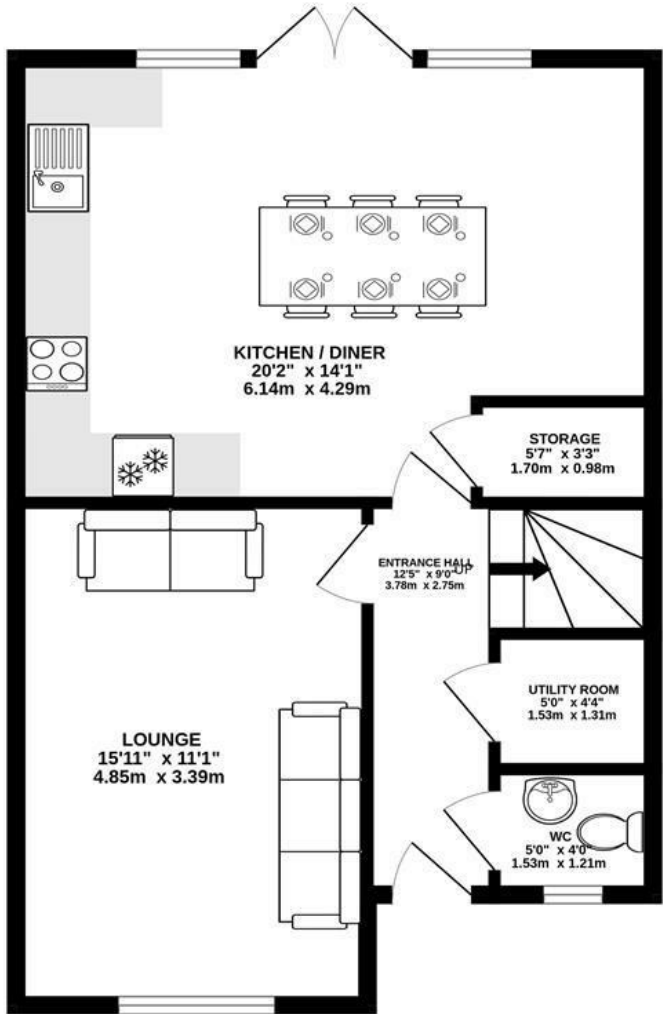 KITCHEN / DINER
20'2" x 14'1"
6.14m x 4.29m
STORAGE
5'7" x 3'3"
1.70m x 0.98m
ENTRANCE HALL
12'5" x 9'0"
3.78m x 2.75m
UP
UTILITY ROOM
5'0" x 4'4"
1.53m x 1.31m
LOUNGE
15'11" x 11'1"
4.85m x 3.39m
WC
5'0" x 4'0"
1.53m x 1.21m